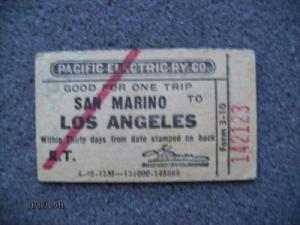 PACIFIC ELECTRIC RY. CO.
GOOD FOR ONE TRIP
SAN MARINO TO
LOS ANGELES
Within Thirty days from date stamped on back
R.T.
Form 3-10
142123